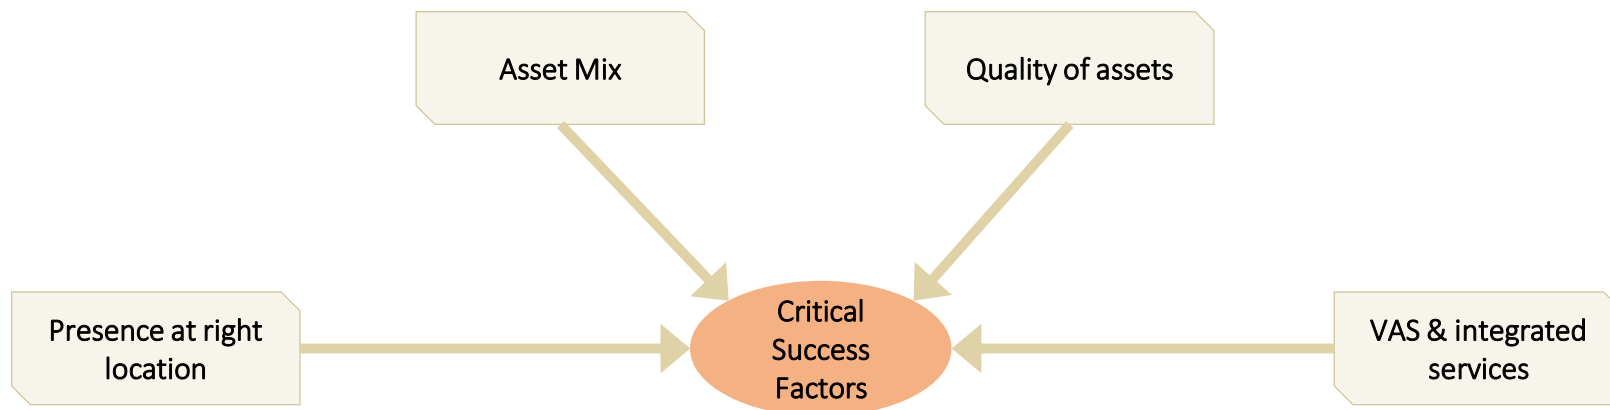 Asset Mix
Quality of assets
Presence at right
location
Critical
Success
Factors
VAS & integrated
services